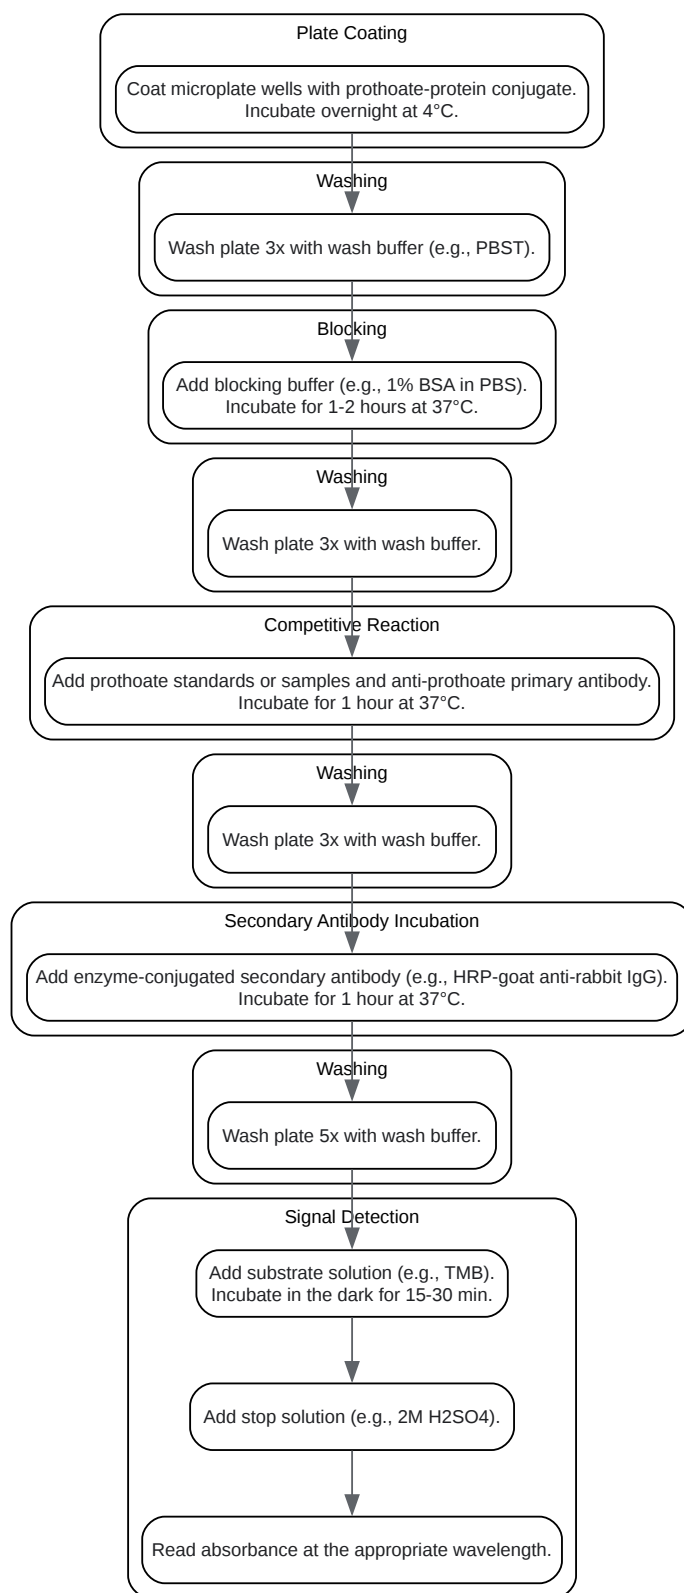 Plate Coating
Coat microplate wells with prothoate-protein conjugate.
Incubate overnight at 4°C.
Washing
Wash plate 3x with wash buffer (e.g., PBST).
Blocking
Add blocking buffer (e.g., 1% BSA in PBS).
Incubate for 1-2 hours at 37°C.
Washing
Wash plate 3x with wash buffer.
Competitive Reaction
Add prothoate standards or samples and anti-prothoate primary antibody.
Incubate for 1 hour at 37°C.
Washing
Wash plate 3x with wash buffer.
Secondary Antibody Incubation
Add enzyme-conjugated secondary antibody (e.g., HRP-goat anti-rabbit IgG).
Incubate for 1 hour at 37°C.
Washing
Wash plate 5x with wash buffer.
Signal Detection
Add substrate solution (e.g., TMB).
Incubate in the dark for 15-30 min.
Add stop solution (e.g., 2M H2SO4).
Read absorbance at the appropriate wavelength.